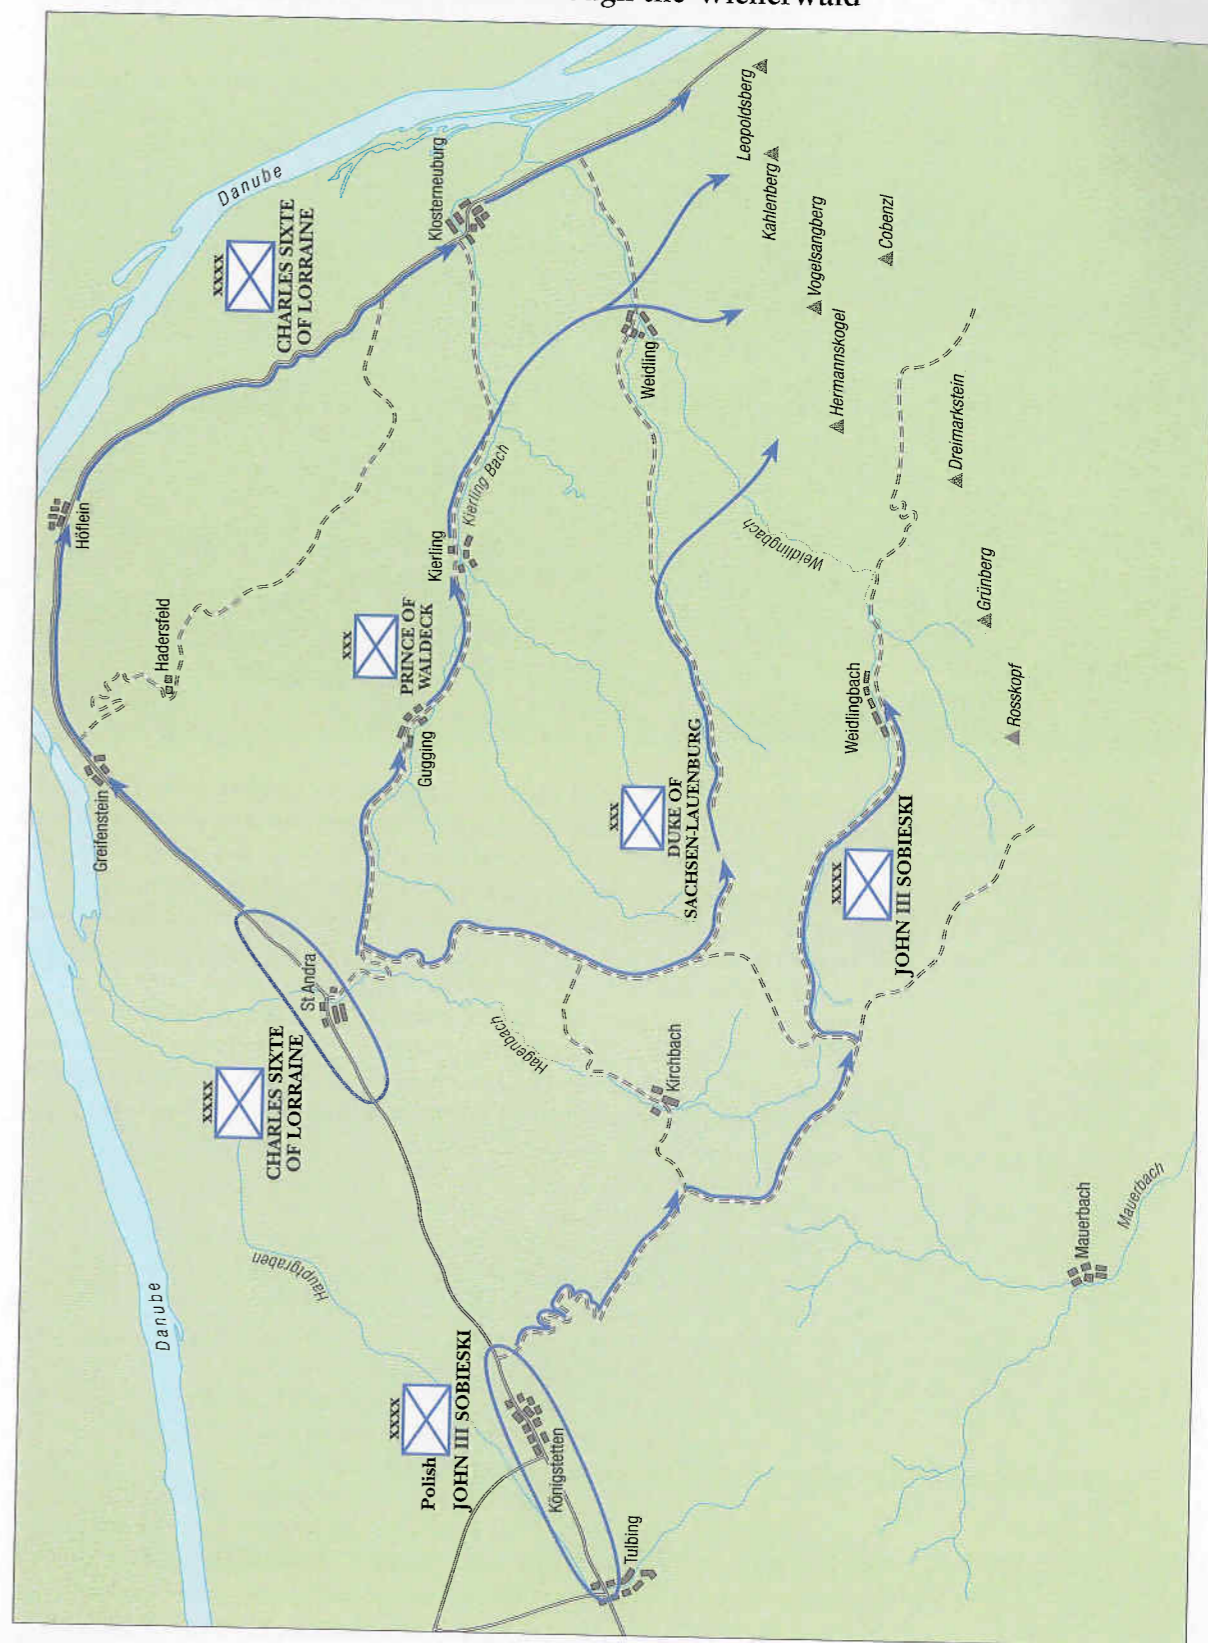 the Wienerwald
Danube
CHARLES SIXTE
OF LORRAINE
XXXX
Klosterneuburg
Leopoldsberg
Kahlenberg
Vogelsangberg
Cobenzl
Hermannskogel
Dreimarkstein
Grünberg
Rosskopf
Höflein
Hadersfeld
Greifenstein
Kierling
Kierling Bach
XXX
PRINCE OF
WALDECK
Gugging
Weidling
Weidlingbach
Weidlingbach
XXX
DUKE OF
SACHSEN-LAUENBURG
XXXX
JOHN III SOBIESKI
St Andra
XXXX
CHARLES SIXTE
OF LORRAINE
Hagenbach
Kirchbach
Hauptgraben
Danube
XXXX
Polish
JOHN III SOBIESKI
Königstetten
Tulbing
Mauerbach
Mauerbach